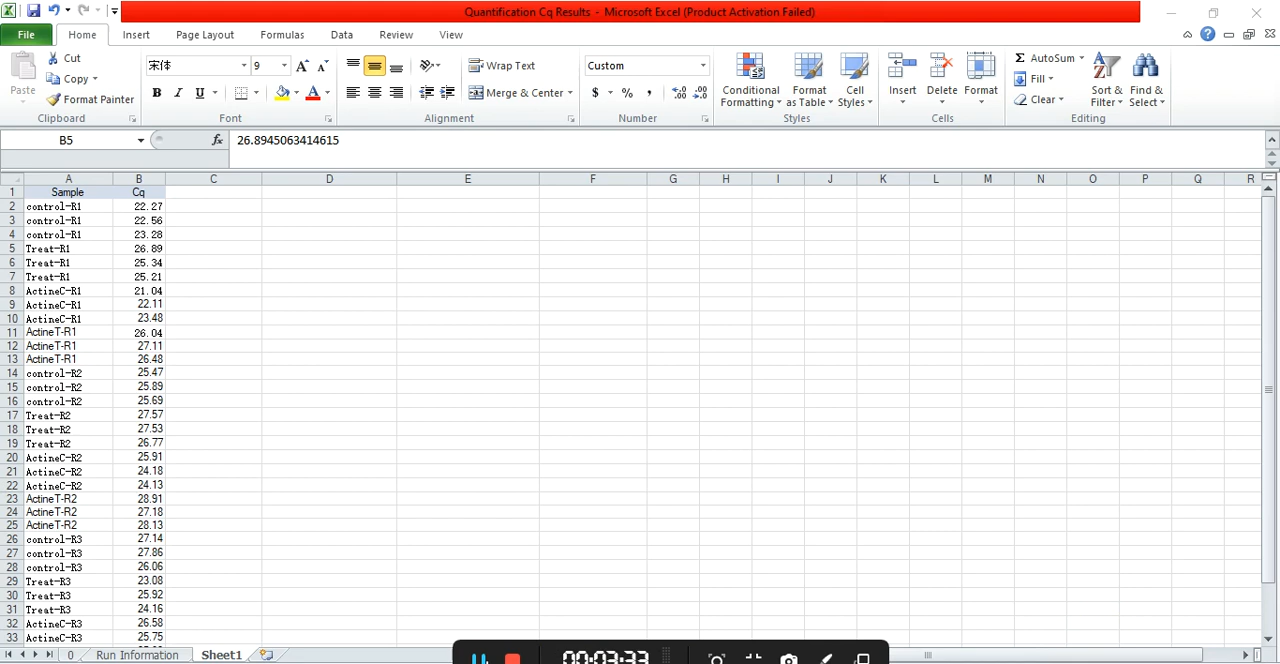 Quantification Cq Results - Microsoft Excel (Product Activation Failed)
File Home Insert Page Layout Formulas Data Review View
Cut
Copy
Format Painter
Paste
Clipboard
宋体 9
B I U A
Font
Wrap Text
Merge & Center
Alignment
Custom
$ % ,
Number
Conditional Formatting
Format as Table
Cell Styles
Styles
Insert Delete Format
Cells
Σ AutoSum
Fill
Clear
Sort & Filter
Find & Select
Editing
B5 fx 26.8945063414615
A B C D E F G H I J K L M N O P Q R
1 Sample Cq
2 control-R1 22.27
3 control-R1 22.56
4 control-R1 23.28
5 Treat-R1 26.89
6 Treat-R1 25.34
7 Treat-R1 25.21
8 ActineC-R1 21.04
9 ActineC-R1 22.11
10 ActineC-R1 23.48
11 ActineT-R1 26.04
12 ActineT-R1 27.11
13 ActineT-R1 26.48
14 control-R2 25.47
15 control-R2 25.89
16 control-R2 25.69
17 Treat-R2 27.57
18 Treat-R2 27.53
19 Treat-R2 26.77
20 ActineC-R2 25.91
21 ActineC-R2 24.18
22 ActineC-R2 24.13
23 ActineT-R2 28.91
24 ActineT-R2 27.18
25 ActineT-R2 28.13
26 control-R3 27.14
27 control-R3 27.86
28 control-R3 26.06
29 Treat-R3 23.08
30 Treat-R3 25.92
31 Treat-R3 24.16
32 ActineC-R3 26.58
33 ActineC-R3 25.75
0 Run Information Sheet1
00:03:33